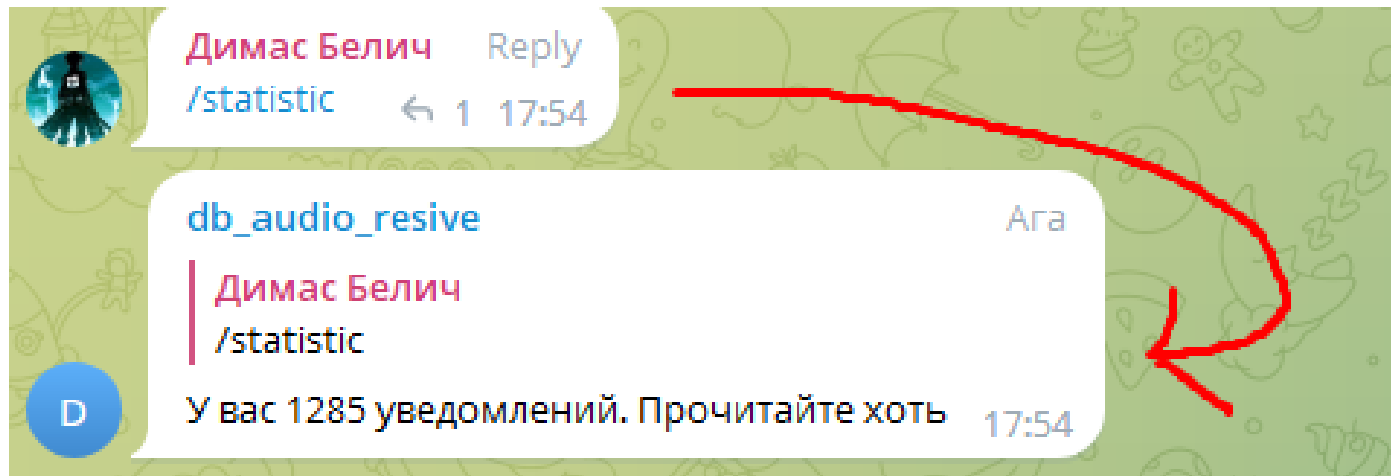 Димас Белич Reply
/statistic 1 17:54
db_audio_resive Ага
Димас Белич
/statistic
D
У вас 1285 уведомлений. Прочитайте хоть 17:54